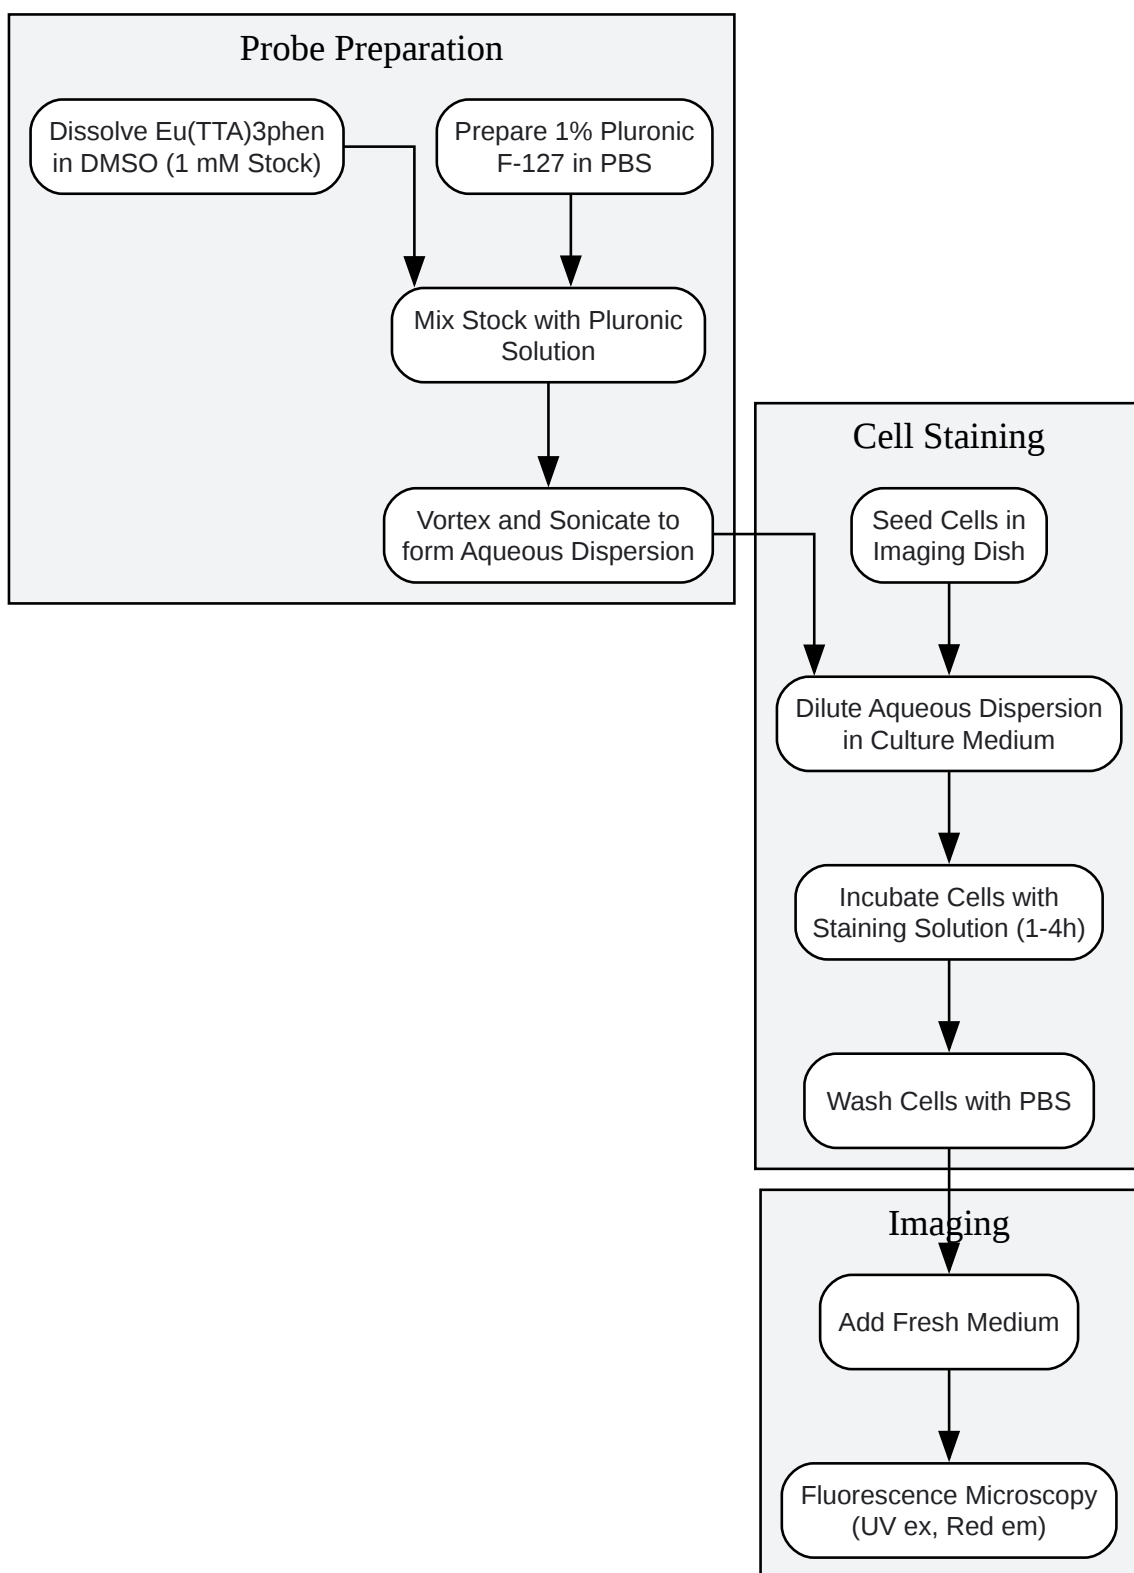 Probe Preparation
Dissolve Eu(TTA)3phen
in DMSO (1 mM Stock)
Prepare 1% Pluronic
F-127 in PBS
Mix Stock with Pluronic
Solution
Vortex and Sonicate to
form Aqueous Dispersion
Cell Staining
Seed Cells in
Imaging Dish
Dilute Aqueous Dispersion
in Culture Medium
Incubate Cells with
Staining Solution (1-4h)
Wash Cells with PBS
Imaging
Add Fresh Medium
Fluorescence Microscopy
(UV ex, Red em)